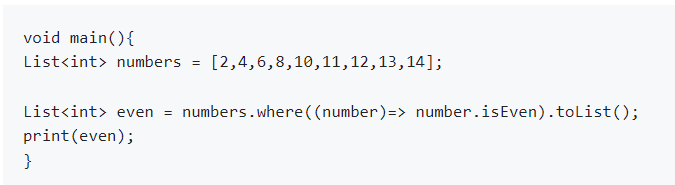 void main(){
List<int> numbers = [2,4,6,8,10,11,12,13,14];
List<int> even = numbers.where((number)=> number.isEven).toList();
print(even);
}